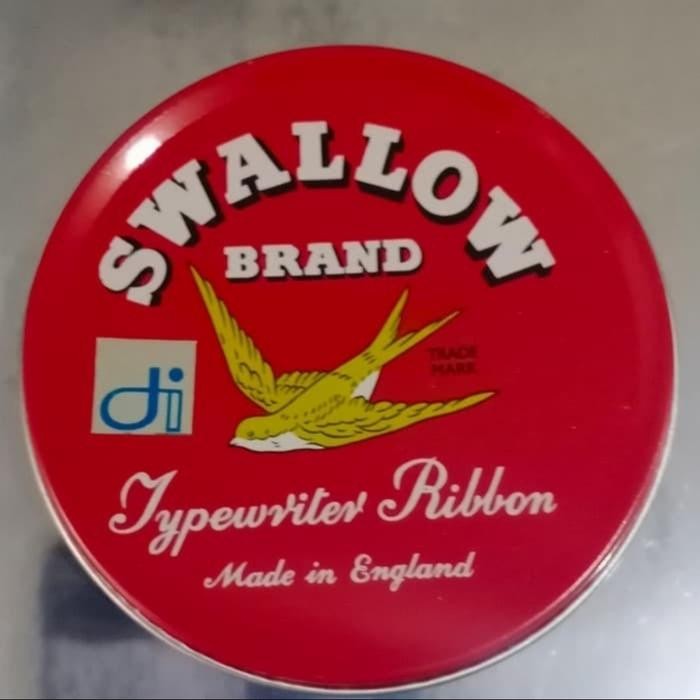 SWALLOW
BRAND
TRADE
MARK
di
Typewriter Ribbon
Made in England